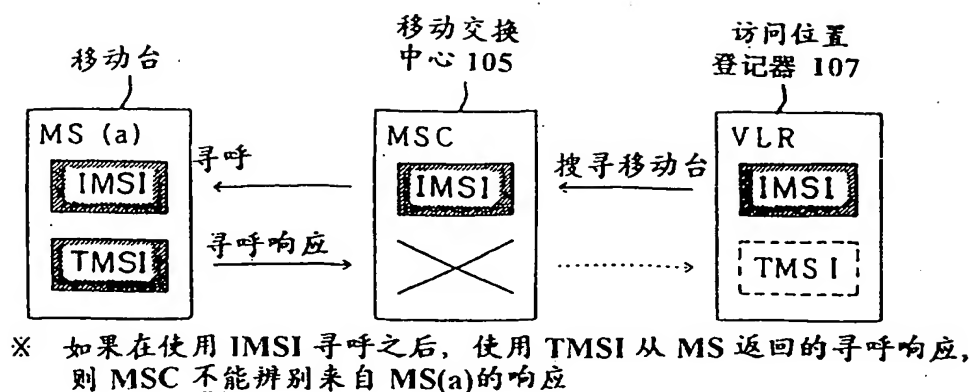 移动台
移动交换
中心 105
访问位置
登记器 107
MS (a)
IMSI
TMSI
寻呼
寻呼响应
MSC
IMSI
搜寻移动台
VLR
IMSI
TMSI
※ 如果在使用 IMSI 寻呼之后, 使用 TMSI 从 MS 返回的寻呼响应,
则 MSC 不能辨别来自 MS(a)的响应